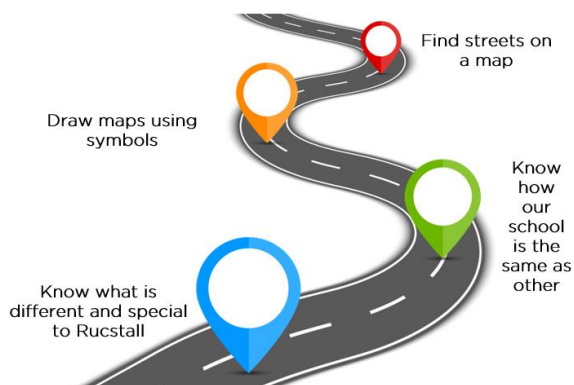 Find streets on
a map
Draw maps using
symbols
Know
how
our
school
is the
same as
other
Know what is
different and special
to Rucstall